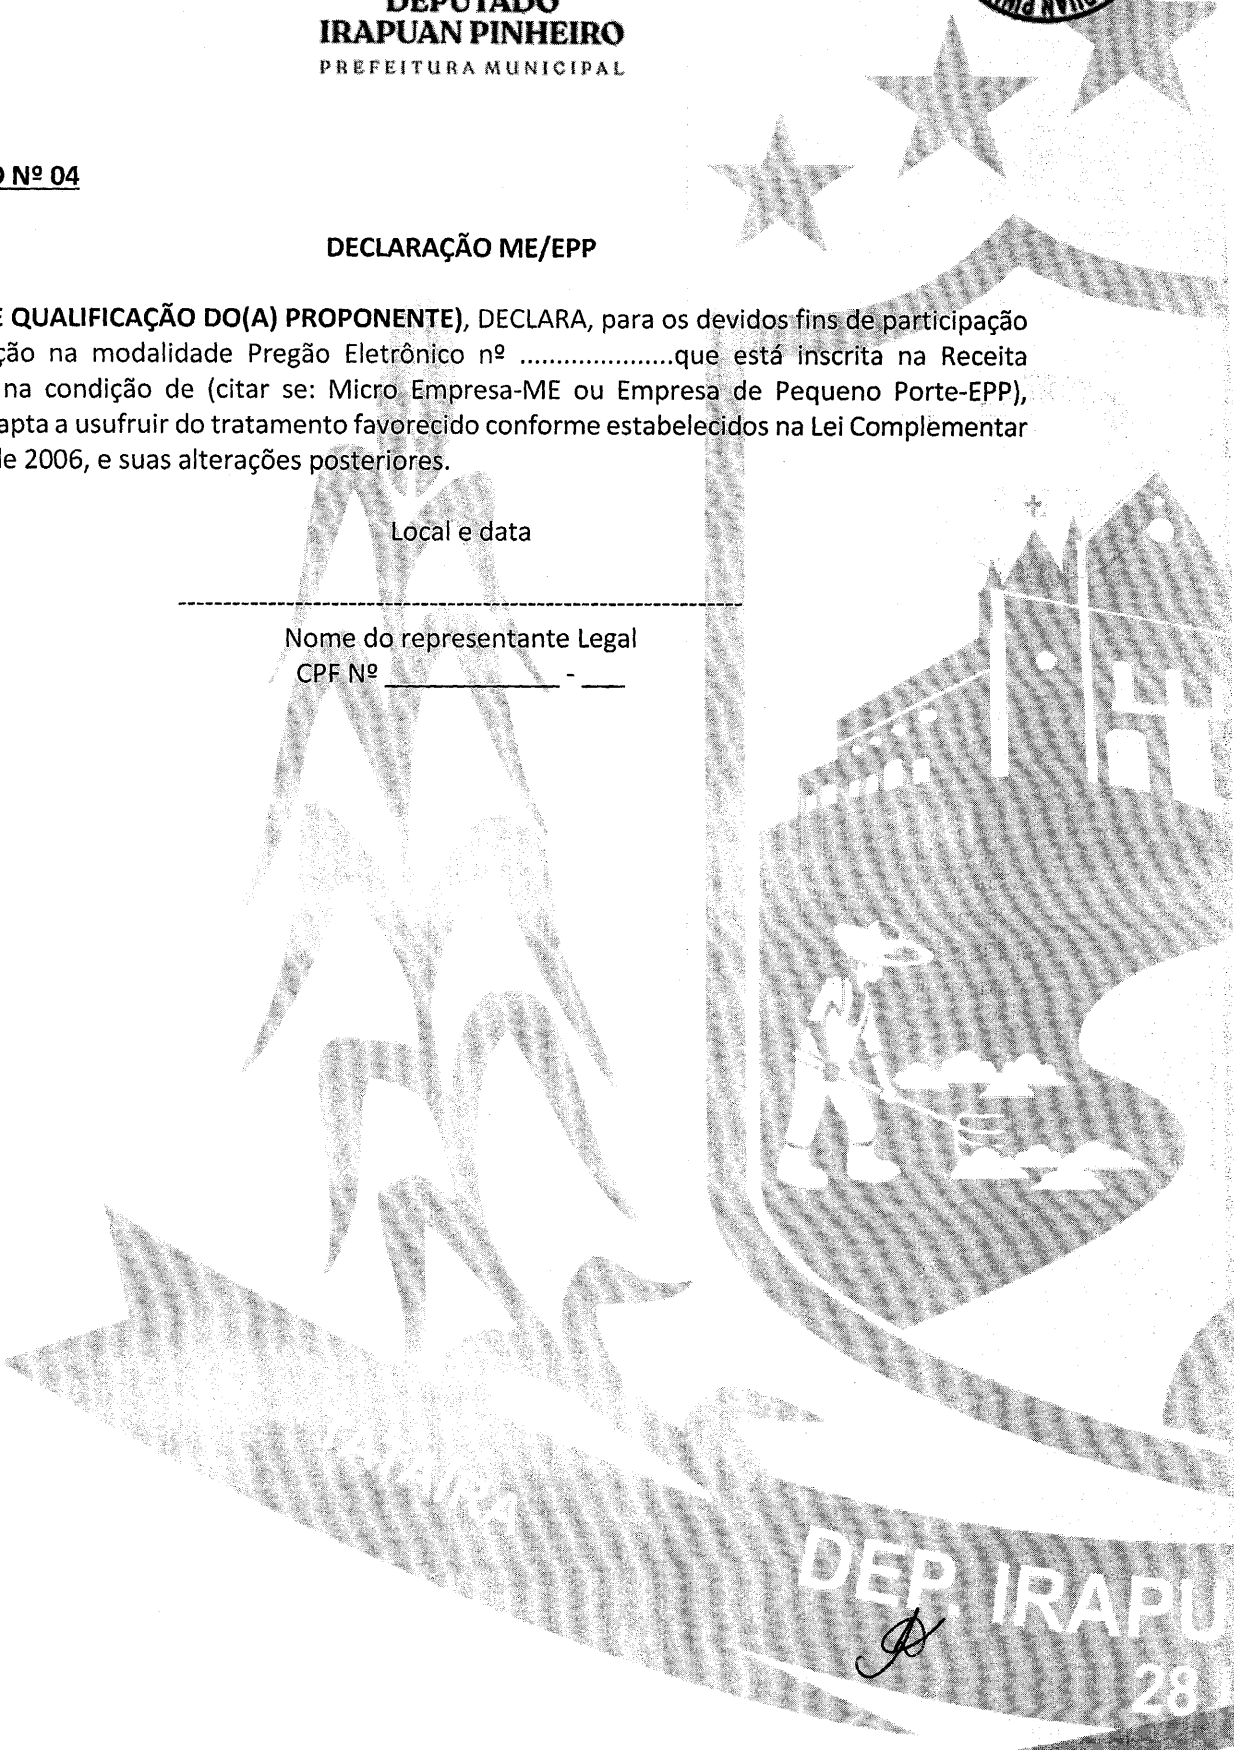 DEPUTADO
IRAPUAN PINHEIRO
PREFEITURA MUNICIPAL
O Nº 04
DECLARAÇÃO ME/EPP
E QUALIFICAÇÃO DO(A) PROPONENTE), DECLARA, para os devidos fins de participação
ção na modalidade Pregão Eletrônico nº .....................que está inscrita na Receita
na condição de (citar se: Micro Empresa-ME ou Empresa de Pequeno Porte-EPP),
apta a usufruir do tratamento favorecido conforme estabelecidos na Lei Complementar
de 2006, e suas alterações posteriores.
Local e data
---------------------------------------------------------------
Nome do representante Legal
CPF Nº _____________ - ___
DEP. IRAPU
28